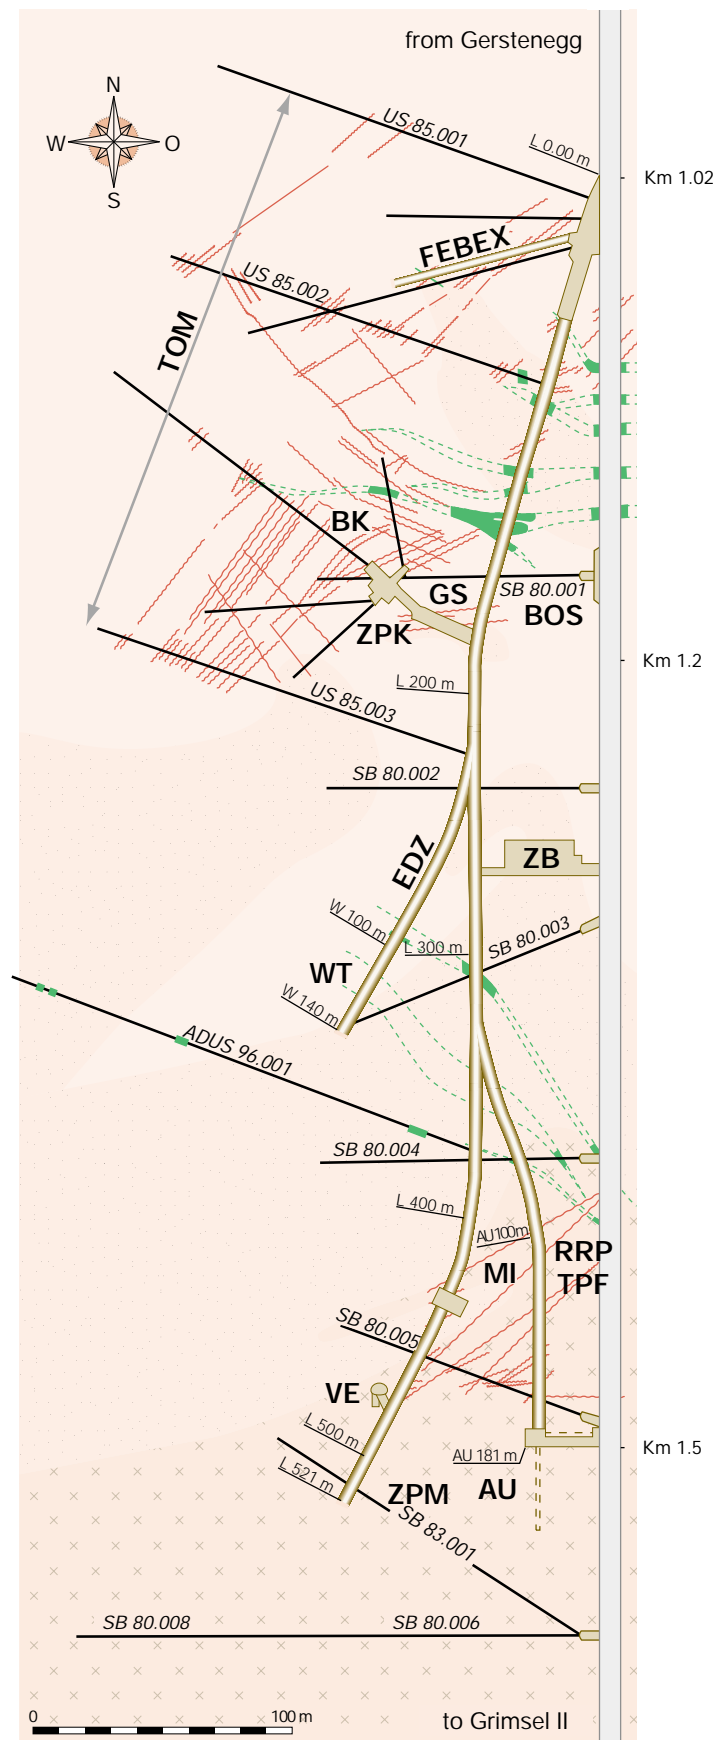 from Gerstenegg
N
W
O
S
US 85.001
L 0.00 m
Km 1.02
FEBEX
US 85.002
TOM
BK
GS
SB 80.001
BOS
ZPK
Km 1.2
L 200 m
US 85.003
SB 80.002
EDZ
ZB
W 100 m
L 300 m
SB 80.003
WT
W 140 m
ADUS 96.001
SB 80.004
L 400 m
AU100m
RRP
TPF
MI
SB 80.005
VE
L 500 m
Km 1.5
AU 181 m
L 521 m
ZPM
AU
SB 83.001
SB 80.008
SB 80.006
0
100 m
to Grimsel II